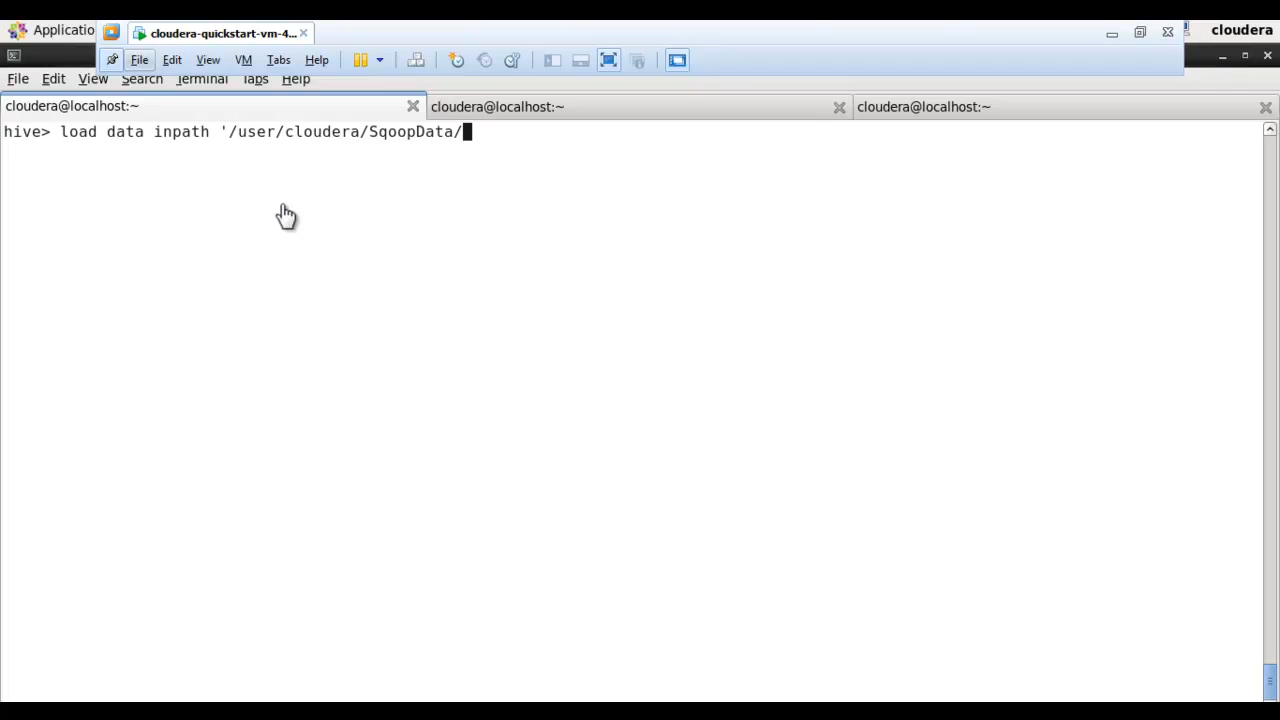 Applicatio
cloudera-quickstart-vm-4...
cloudera
File Edit View VM Tabs Help
File Edit View Search Terminal Tabs Help
cloudera@localhost:~
cloudera@localhost:~
cloudera@localhost:~
hive> load data inpath '/user/cloudera/SqoopData/